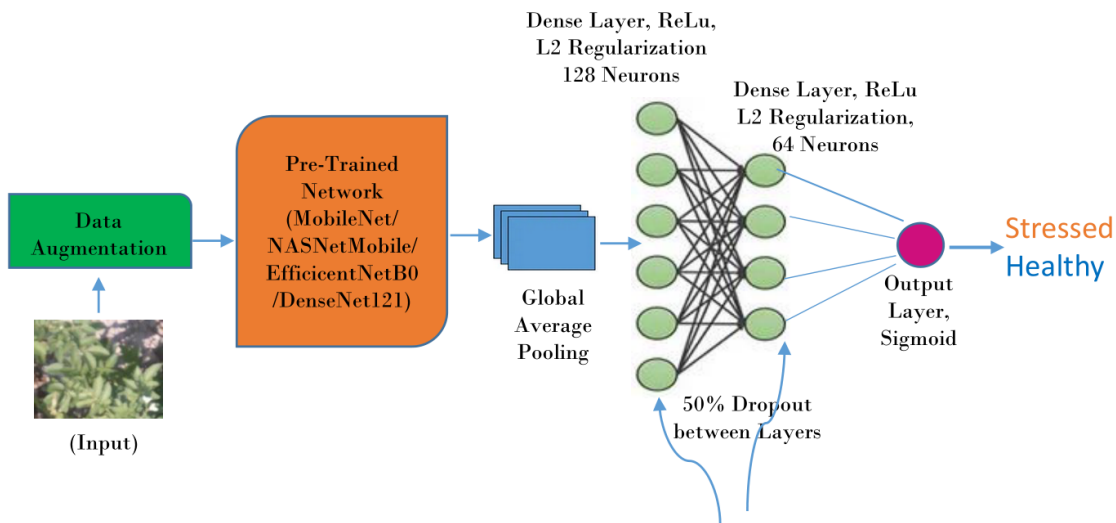 Data
Augmentation
(Input)
Pre-Trained
Network
(MobileNet/
NASNetMobile/
EfficicentNetB0
/DenseNet121)
Global
Average
Pooling
Dense Layer, ReLu,
L2 Regularization
128 Neurons
Dense Layer, ReLu
L2 Regularization,
64 Neurons
50% Dropout
between Layers
Output
Layer,
Sigmoid
Stressed
Healthy